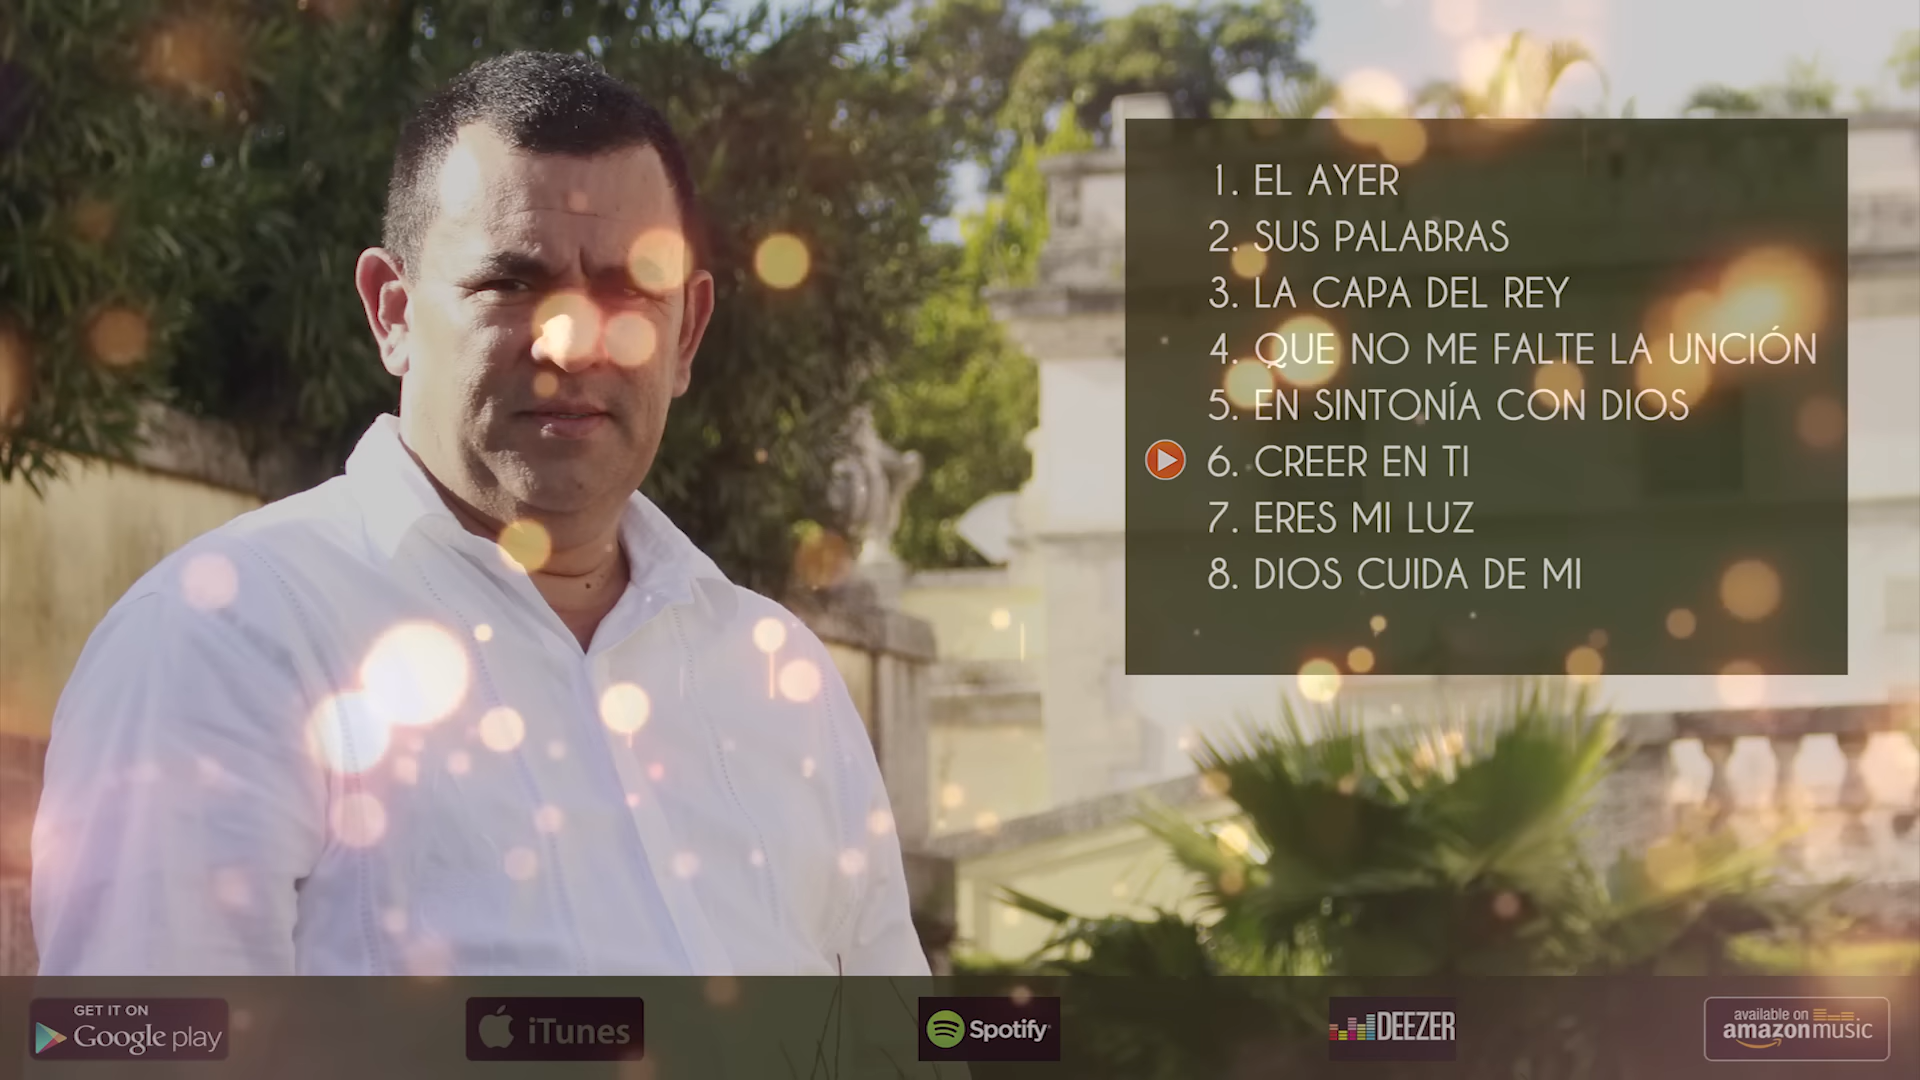 1. EL AYER
2. SUS PALABRAS
3. LA CAPA DEL REY
4. QUE NO ME FALTE LA UNCIÓN
5. EN SINTONÍA CON DIOS
6. CREER EN TI
7. ERES MI LUZ
8. DIOS CUIDA DE MI
GET IT ON
Google play
iTunes
Spotify
DEEZER
available on
amazonmusic